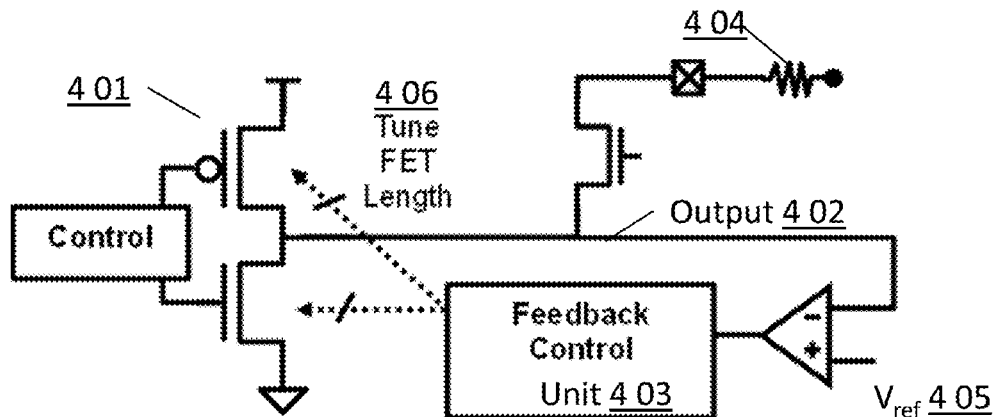 4 04
4 01
4 06
Tune
FET
Length
Control
Output 4 02
Feedback
Control
Unit 4 03
-
+
Vref 4 05